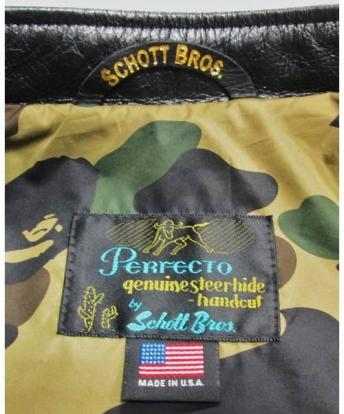 SCHOTT BROS.
PERFECTO
genuine steerhide
- handcut
by
Schott Bros.
MADE IN U.S.A.